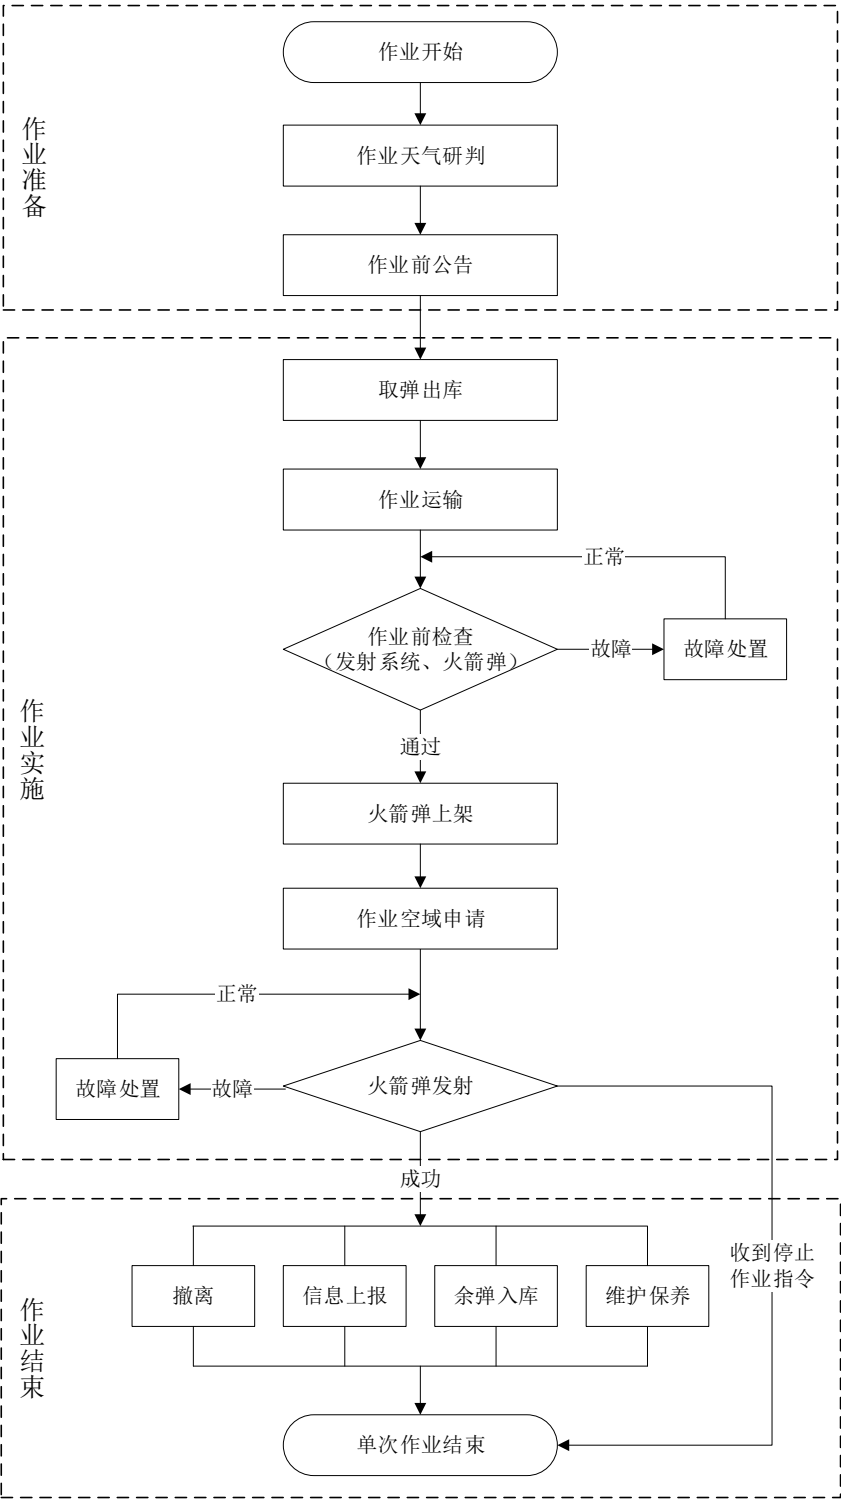 作业准备
作业开始
作业天气研判
作业前公告
作业实施
取弹出库
作业运输
正常
作业前检查
（发射系统、火箭弹）
故障
故障处置
通过
火箭弹上架
作业空域申请
正常
故障处置
故障
火箭弹发射
成功
作业结束
收到停止
作业指令
撤离
信息上报
余弹入库
维护保养
单次作业结束